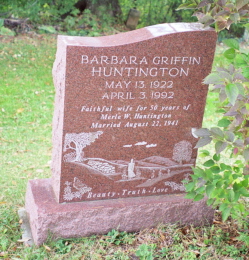 BARBARA GRIFFIN
HUNTINGTON
MAY 13, 1922
APRIL 3, 1992
Faithful wife for 50 years of
Merle W. Huntington
Married August 22, 1941
Beauty-Truth-Love